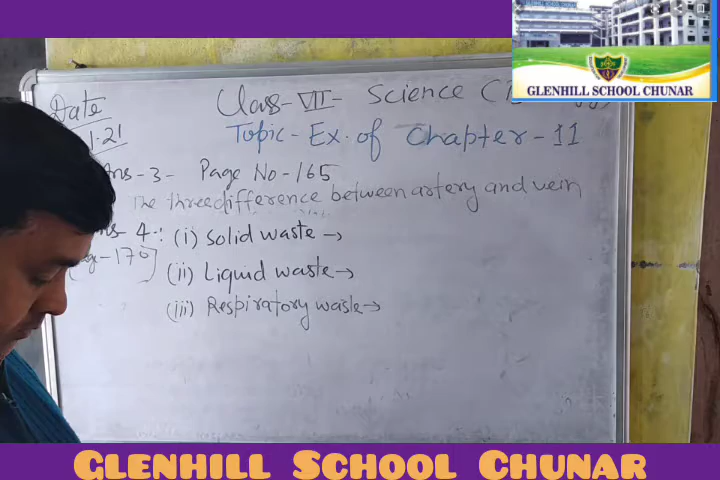 GLENHILL SCHOOL CHUNAR
Date
1.21
Class - VII - Science
Topic - Ex. of Chapter - 11
Ans - 3 - Page No - 165
The three difference between artery and vein
4.: (i) Solid waste →
- 170]
(ii) Liquid waste →
(iii) Respiratory waste →
GLENHILL SCHOOL CHUNAR